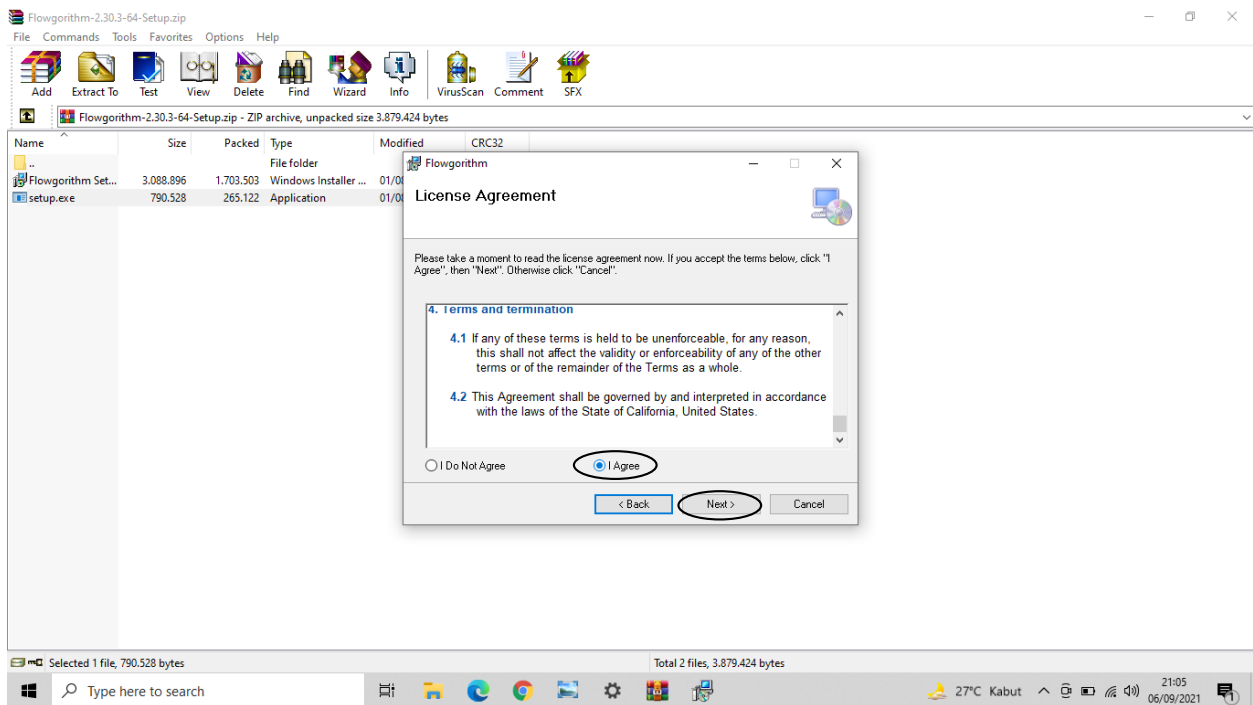 Flowgorithm-2.30.3-64-Setup.zip
File Commands Tools Favorites Options Help
Add Extract To Test View Delete Find Wizard Info VirusScan Comment SFX
Flowgorithm-2.30.3-64-Setup.zip - ZIP archive, unpacked size 3.879.424 bytes
Name Size Packed Type Modified CRC32
.. File folder
Flowgorithm Set... 3.088.896 1.703.503 Windows Installer ... 01/0
setup.exe 790.528 265.122 Application 01/0
Flowgorithm
License Agreement
Please take a moment to read the license agreement now. If you accept the terms below, click "I
Agree", then "Next". Otherwise click "Cancel".
4. Terms and termination
4.1 If any of these terms is held to be unenforceable, for any reason,
this shall not affect the validity or enforceability of any of the other
terms or of the remainder of the Terms as a whole.
4.2 This Agreement shall be governed by and interpreted in accordance
with the laws of the State of California, United States.
I Do Not Agree I Agree
< Back Next > Cancel
Selected 1 file, 790.528 bytes Total 2 files, 3.879.424 bytes
Type here to search 27°C Kabut 21:05
06/09/2021 1